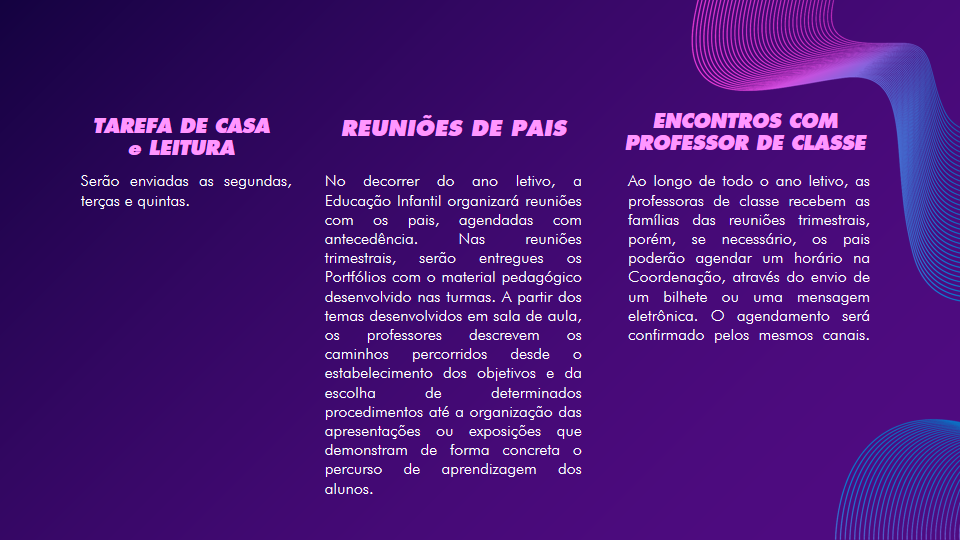 TAREFA DE CASA
e LEITURA
Serão enviadas as segundas,
terças e quintas.
REUNIÕES DE PAIS
No decorrer do ano letivo, a
Educação Infantil organizará reuniões
com os pais, agendadas com
antecedência. Nas reuniões
trimestrais, serão entregues os
Portfólios com o material pedagógico
desenvolvido nas turmas. A partir dos
temas desenvolvidos em sala de aula,
os professores descrevem os
caminhos percorridos desde o
estabelecimento dos objetivos e da
escolha de determinados
procedimentos até a organização das
apresentações ou exposições que
demonstram de forma concreta o
percurso de aprendizagem dos
alunos.
ENCONTROS COM
PROFESSOR DE CLASSE
Ao longo de todo o ano letivo, as
professoras de classe recebem as
famílias das reuniões trimestrais,
porém, se necessário, os pais
poderão agendar um horário na
Coordenação, através do envio de
um bilhete ou uma mensagem
eletrônica. O agendamento será
confirmado pelos mesmos canais.